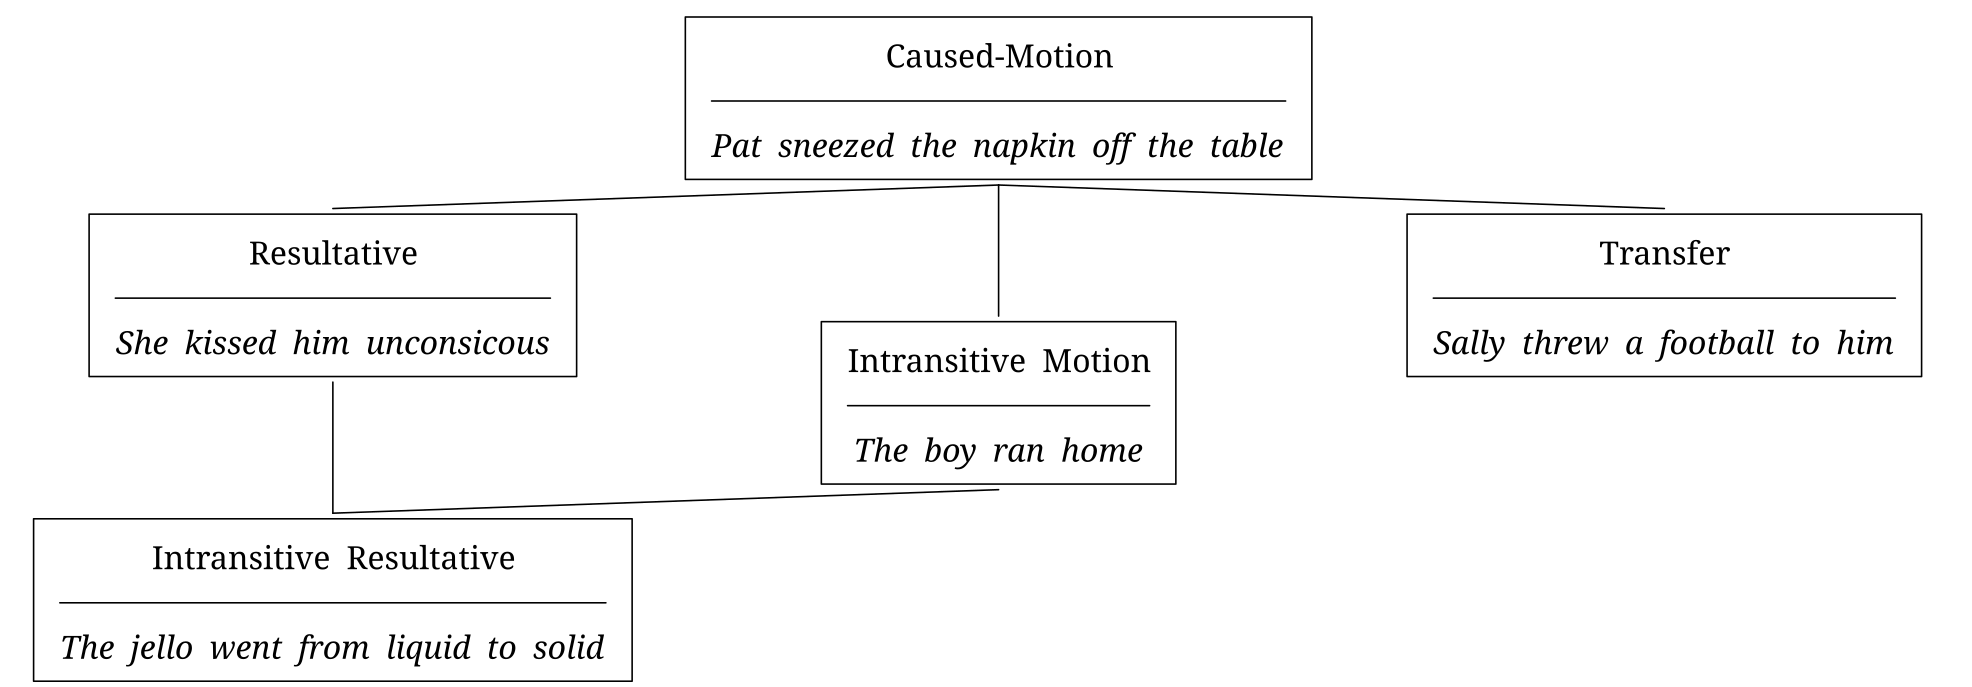 Caused-Motion
Pat sneezed the napkin off the table
Resultative
She kissed him unconsicous
Transfer
Sally threw a football to him
Intransitive Motion
The boy ran home
Intransitive Resultative
The jello went from liquid to solid